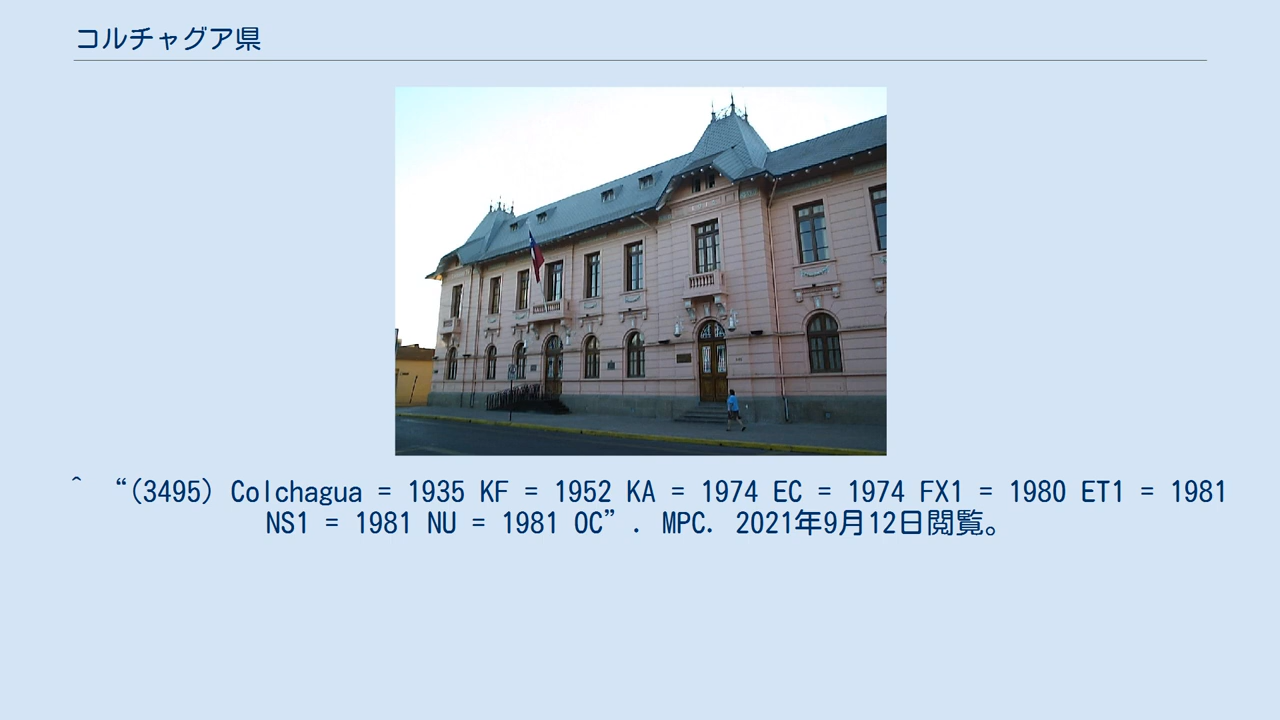 コルチャグア県
^ “(3495) Colchagua = 1935 KF = 1952 KA = 1974 EC = 1974 FX1 = 1980 ET1 = 1981
NS1 = 1981 NU = 1981 OC”. MPC. 2021年9月12日閲覧。